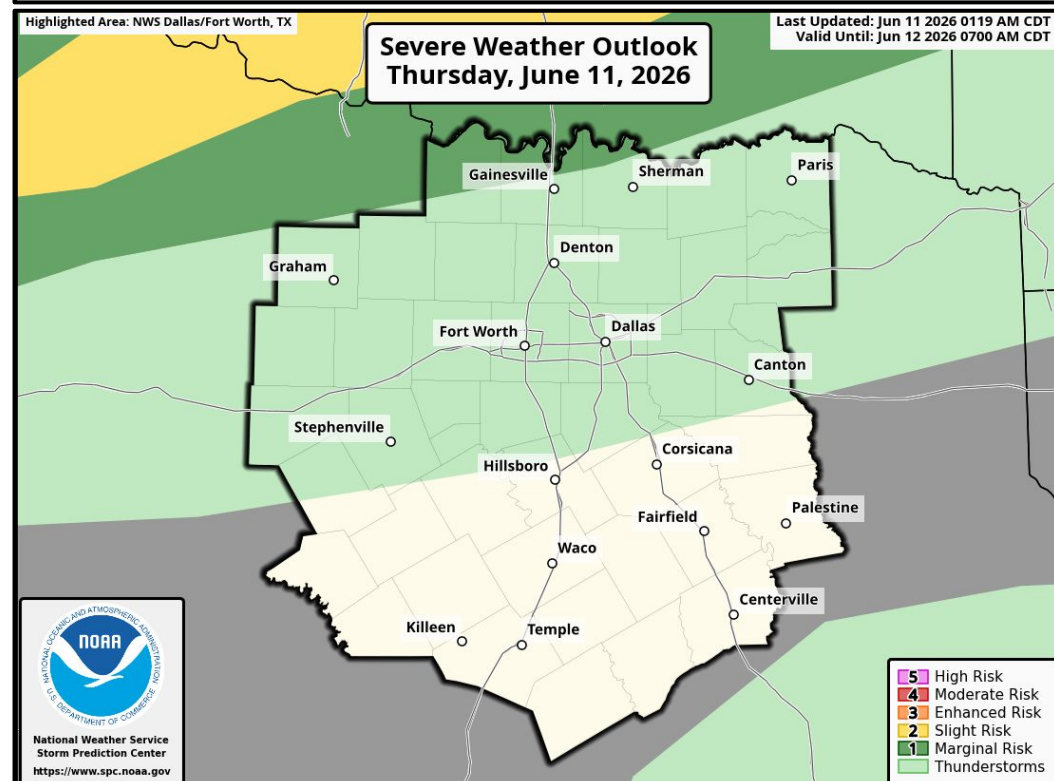 Highlighted Area: NWS Dallas/Fort Worth, TX
Last Updated: Jun 11 2026 0119 AM CDT
Valid Until: Jun 12 2026 0700 AM CDT
Severe Weather Outlook
Thursday, June 11, 2026
Gainesville
Sherman
Paris
Denton
Graham
Fort Worth
Dallas
Canton
Stephenville
Corsicana
Hillsboro
Palestine
Fairfield
Waco
Centerville
Killeen
Temple
NATIONAL OCEANIC AND ATMOSPHERIC ADMINISTRATION
NOAA
U.S. DEPARTMENT OF COMMERCE
National Weather Service
Storm Prediction Center
https://www.spc.noaa.gov
5 High Risk
4 Moderate Risk
3 Enhanced Risk
2 Slight Risk
1 Marginal Risk
Thunderstorms